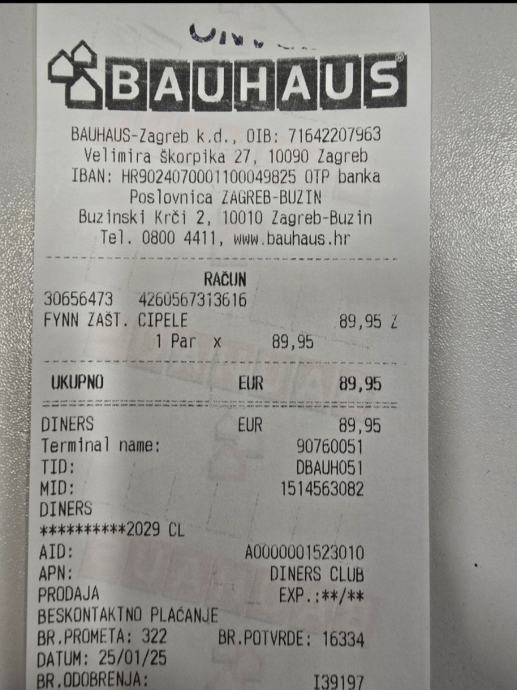 BAUHAUS
BAUHAUS-Zagreb k.d., OIB: 71642207963
Velimira Škorpika 27, 10090 Zagreb
IBAN: HR9024070001100049825 OTP banka
Poslovnica ZAGREB-BUZIN
Buzinski Krči 2, 10010 Zagreb-Buzin
Tel. 0800 4411, www.bauhaus.hr
RAČUN
30656473 4260567313616
FYNN ZAŠT. CIPELE 89,95 Z
1 Par x 89,95
UKUPNO EUR 89,95
DINERS EUR 89,95
Terminal name: 90760051
TID: DBAUH051
MID: 1514563082
DINERS
**********2029 CL
AID: A0000001523010
APN: DINERS CLUB
PRODAJA EXP.:**/**
BESKONTAKTNO PLAĆANJE
BR.PROMETA: 322 BR.POTVRDE: 16334
DATUM: 25/01/25
BR.ODOBRENJA: I39197